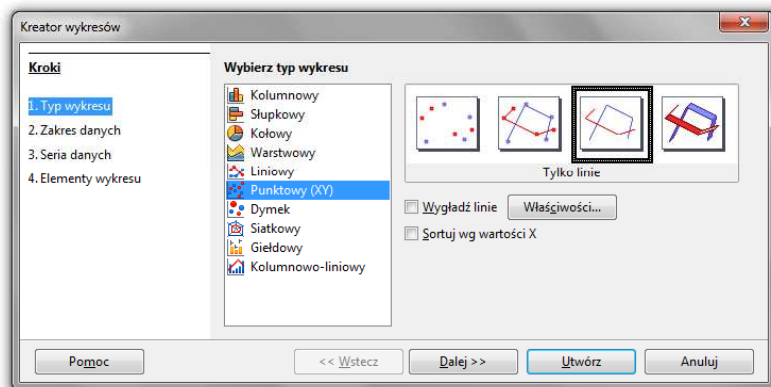 Kreator wykresów
Kroki
1. Typ wykresu
2. Zakres danych
3. Seria danych
4. Elementy wykresu
Wybierz typ wykresu
Kolumnowy
Słupkowy
Kołowy
Warstwowy
Liniowy
Punktowy (XY)
Dymek
Siatkowy
Giełdowy
Kolumnowo-liniowy
Tylko linie
Wygładź linie
Właściwości...
Sortuj wg wartości X
Pomoc
<< Wstecz
Dalej >>
Utwórz
Anuluj